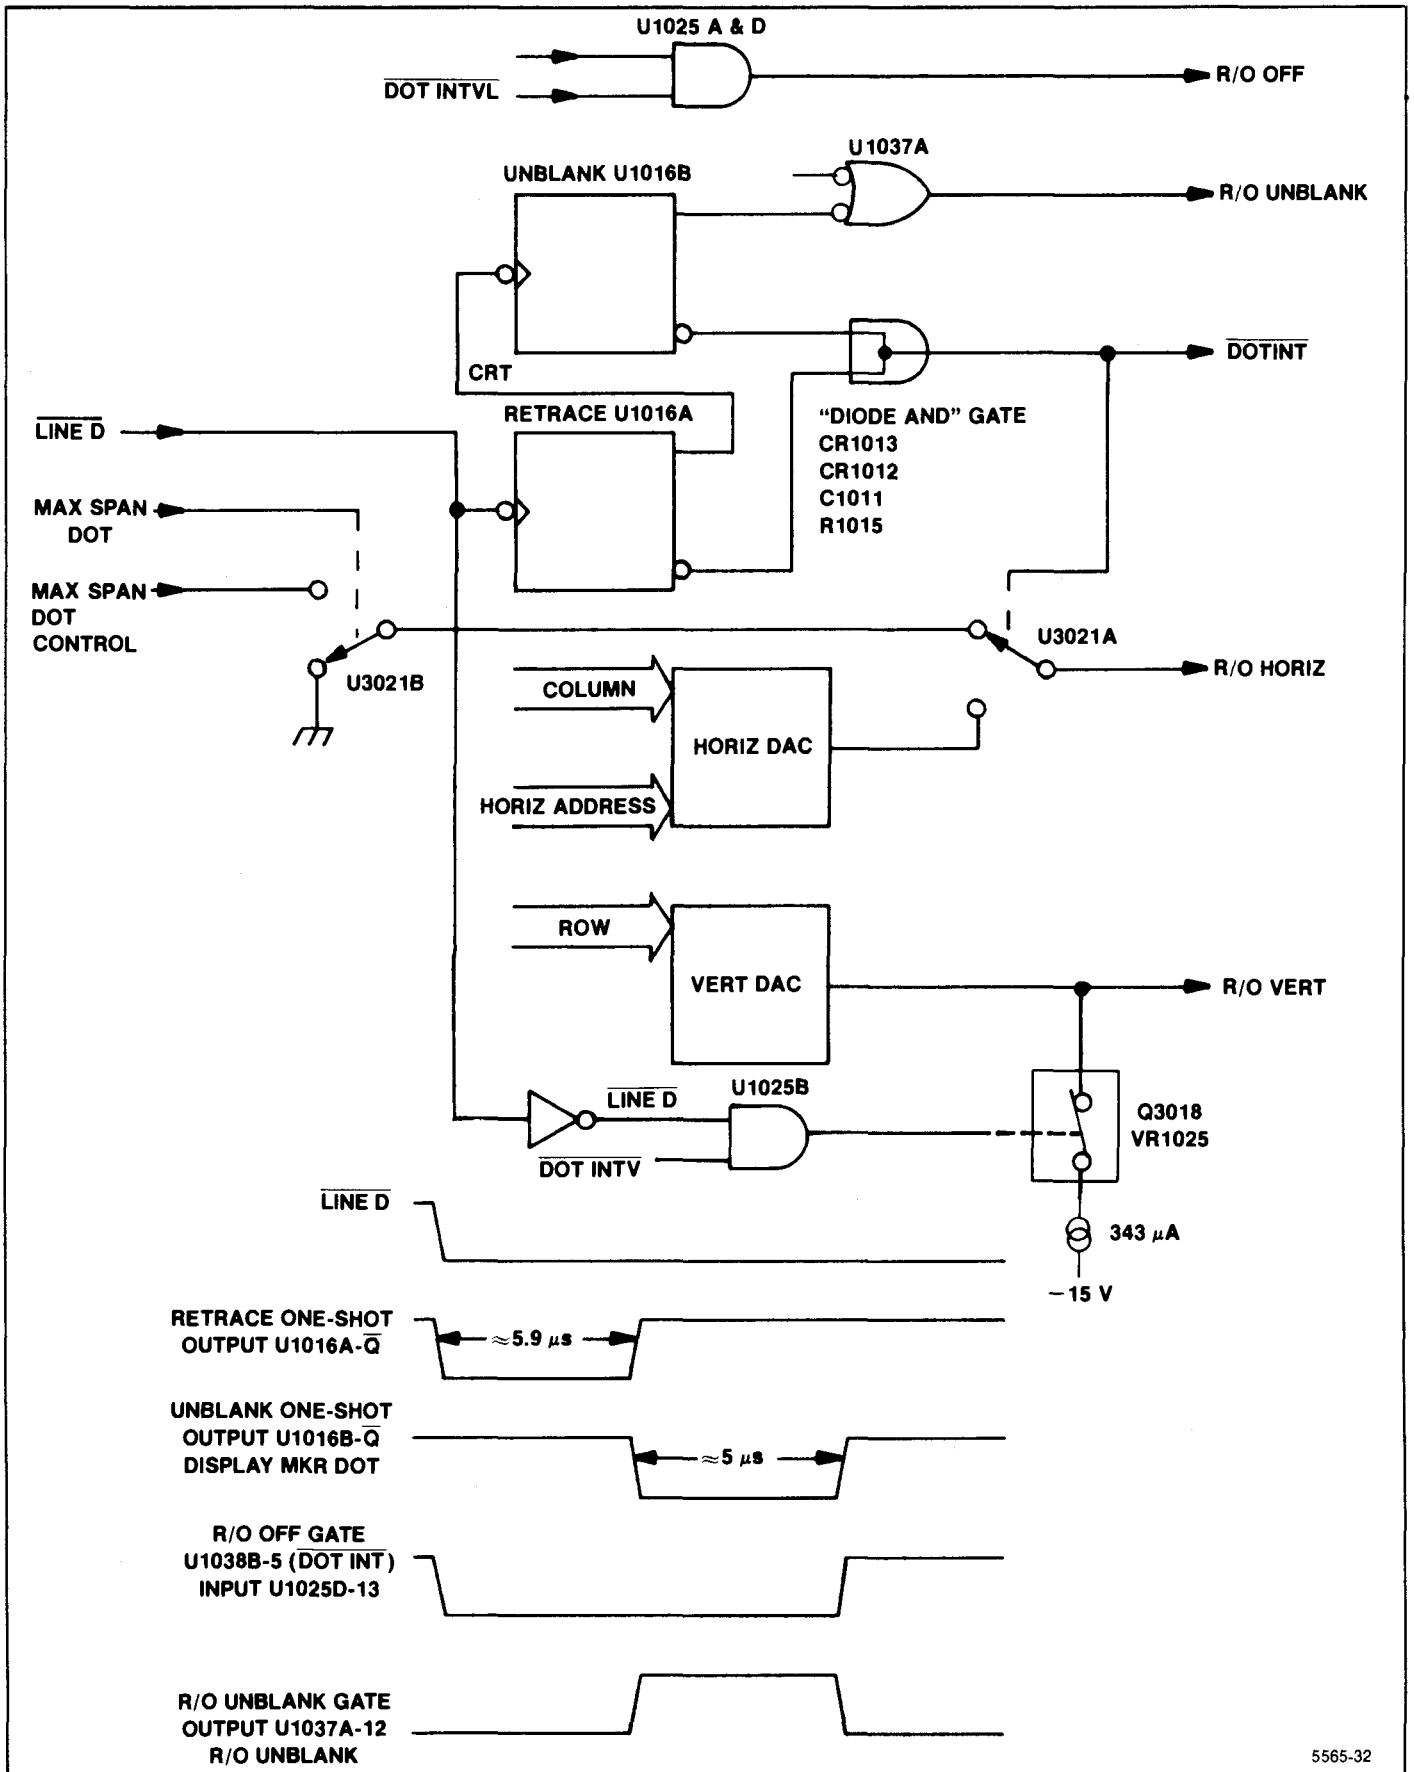 U1025 A & D
DOT INTVL
R/O OFF
U1037A
UNBLANK U1016B
R/O UNBLANK
CRT
DOTINT
LINE D
RETRACE U1016A
"DIODE AND" GATE
CR1013
CR1012
C1011
R1015
MAX SPAN
DOT
MAX SPAN
DOT
CONTROL
U3021B
U3021A
R/O HORIZ
COLUMN
HORIZ DAC
HORIZ ADDRESS
ROW
VERT DAC
R/O VERT
LINE D
U1025B
DOT INTV
Q3018
VR1025
343 μA
−15 V
LINE D
RETRACE ONE-SHOT
OUTPUT U1016A-Q̅
≈5.9 μs
UNBLANK ONE-SHOT
OUTPUT U1016B-Q̅
DISPLAY MKR DOT
≈5 μs
R/O OFF GATE
U1038B-5 (DOT INT)
INPUT U1025D-13
R/O UNBLANK GATE
OUTPUT U1037A-12
R/O UNBLANK
5565-32